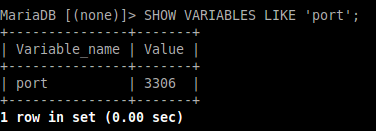 MariaDB [(none)]> SHOW VARIABLES LIKE 'port';
+---------------+-------+
| Variable_name | Value |
+---------------+-------+
| port          | 3306  |
+---------------+-------+
1 row in set (0.00 sec)